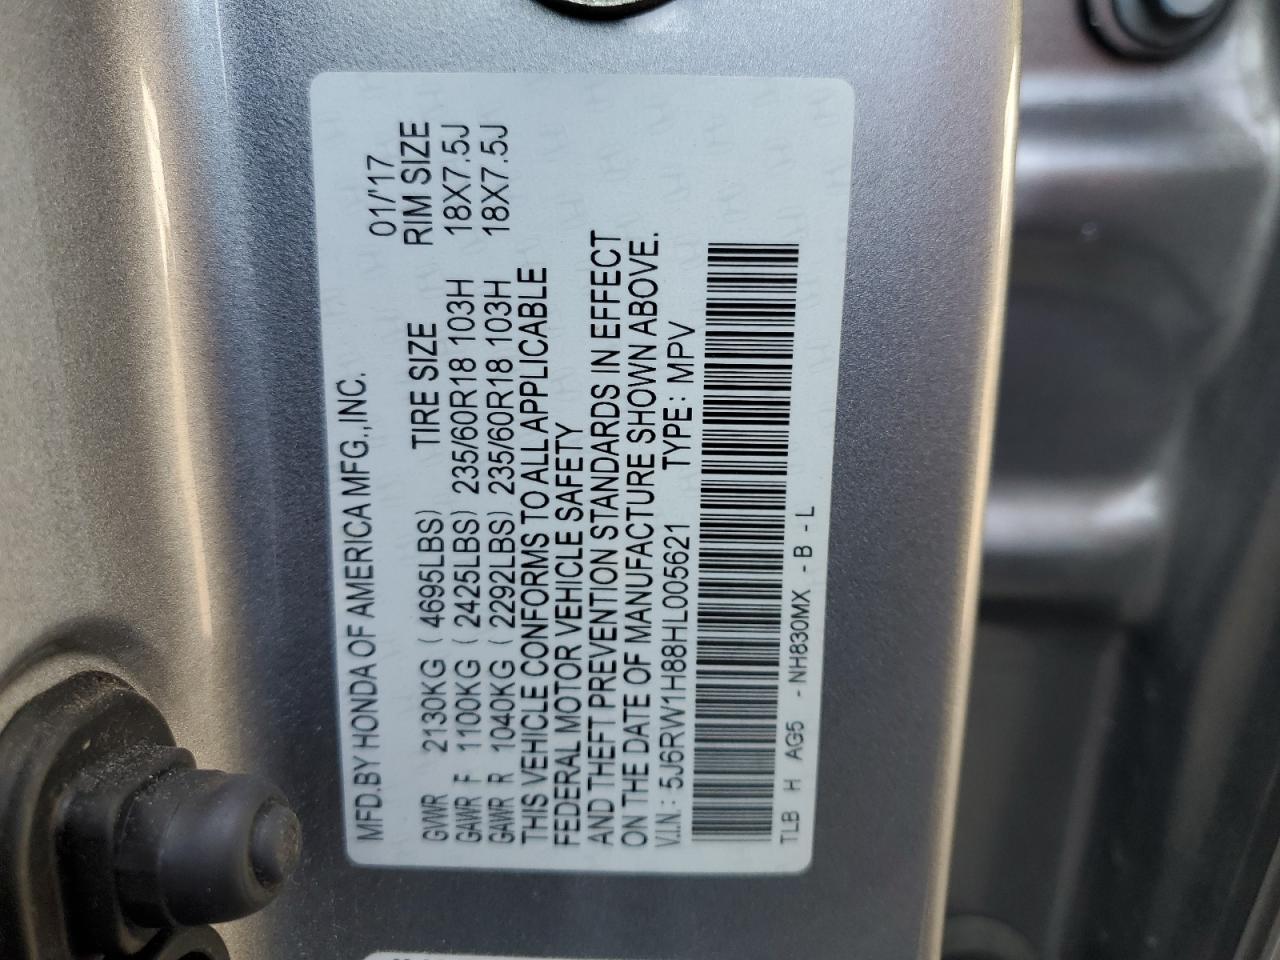 MFD.BY HONDA OF AMERICA MFG.,INC. 01/'17
TIRE SIZE RIM SIZE
GVWR 2130KG ( 4695LBS)
GAWR F 1100KG ( 2425LBS) 235/60R18 103H 18X7.5J
GAWR R 1040KG ( 2292LBS) 235/60R18 103H 18X7.5J
THIS VEHICLE CONFORMS TO ALL APPLICABLE
FEDERAL MOTOR VEHICLE SAFETY
AND THEFT PREVENTION STANDARDS IN EFFECT
ON THE DATE OF MANUFACTURE SHOWN ABOVE.
V.I.N.: 5J6RW1H88HL005621 TYPE: MPV
TLB H AG5 - NH830MX - B - L